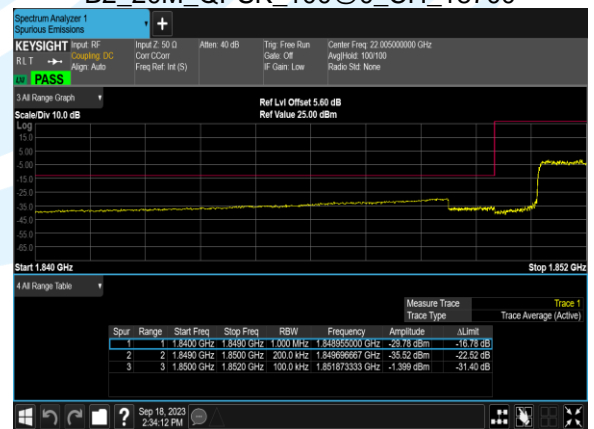 B2_20M_QPSK_100@0_CH_18700
Spectrum Analyzer 1
Spurious Emissions
+
KEYSIGHT Input: RF Input Z: 50 Ω Atten: 40 dB Trig: Free Run Center Freq: 22.005000000 GHz
RLT Coupling: DC Corr CCorr Gate: Off Avg|Hold: 100/100
Align: Auto Freq Ref: Int (S) IF Gain: Low Radio Std: None
PASS
3 All Range Graph
Ref Lvl Offset 5.60 dB
Scale/Div 10.0 dB Ref Value 25.00 dBm
Log
15.0
5.00
-5.00
-15.0
-25.0
-35.0
-45.0
-55.0
-65.0
Start 1.840 GHz Stop 1.852 GHz
4 All Range Table
Measure Trace Trace 1
Trace Type Trace Average (Active)
Spur Range Start Freq Stop Freq RBW Frequency Amplitude ΔLimit
1 1 1.8400 GHz 1.8490 GHz 1.000 MHz 1.848955000 GHz -29.78 dBm -16.78 dB
2 2 1.8490 GHz 1.8500 GHz 200.0 kHz 1.849696667 GHz -35.52 dBm -22.52 dB
3 3 1.8500 GHz 1.8520 GHz 100.0 kHz 1.851873333 GHz -1.399 dBm -31.40 dB
? Sep 18, 2023
2:34:12 PM